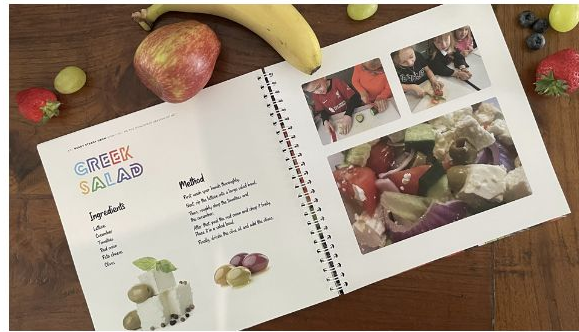 GREEK
SALAD
Ingredients
Lettuce
Cucumber
Tomatoes
Red onion
Feta cheese
Olives
Method
First wash your hands thoroughly.
Next, rip the lettuce into a large salad bowl.
Then, roughly chop the tomatoes and
the cucumber.
After that, peel the red onion and chop it finely.
Place it in a salad bowl.
Finally, drizzle the olive oil and add the olives.